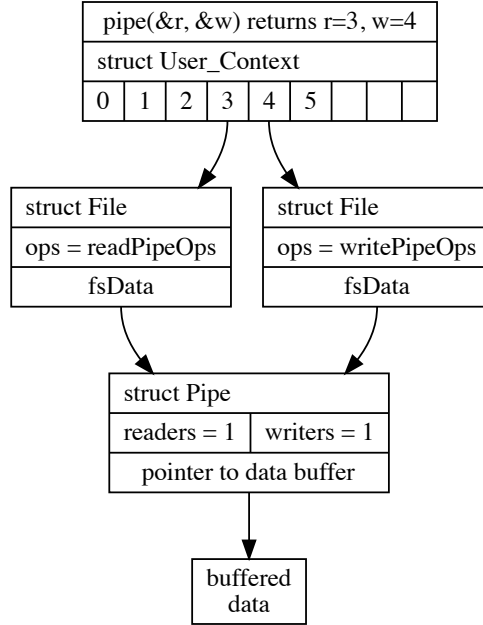 pipe(&r, &w) returns r=3, w=4
struct User_Context
0 1 2 3 4 5
struct File
ops = readPipeOps
fsData
struct File
ops = writePipeOps
fsData
struct Pipe
readers = 1 writers = 1
pointer to data buffer
buffered
data